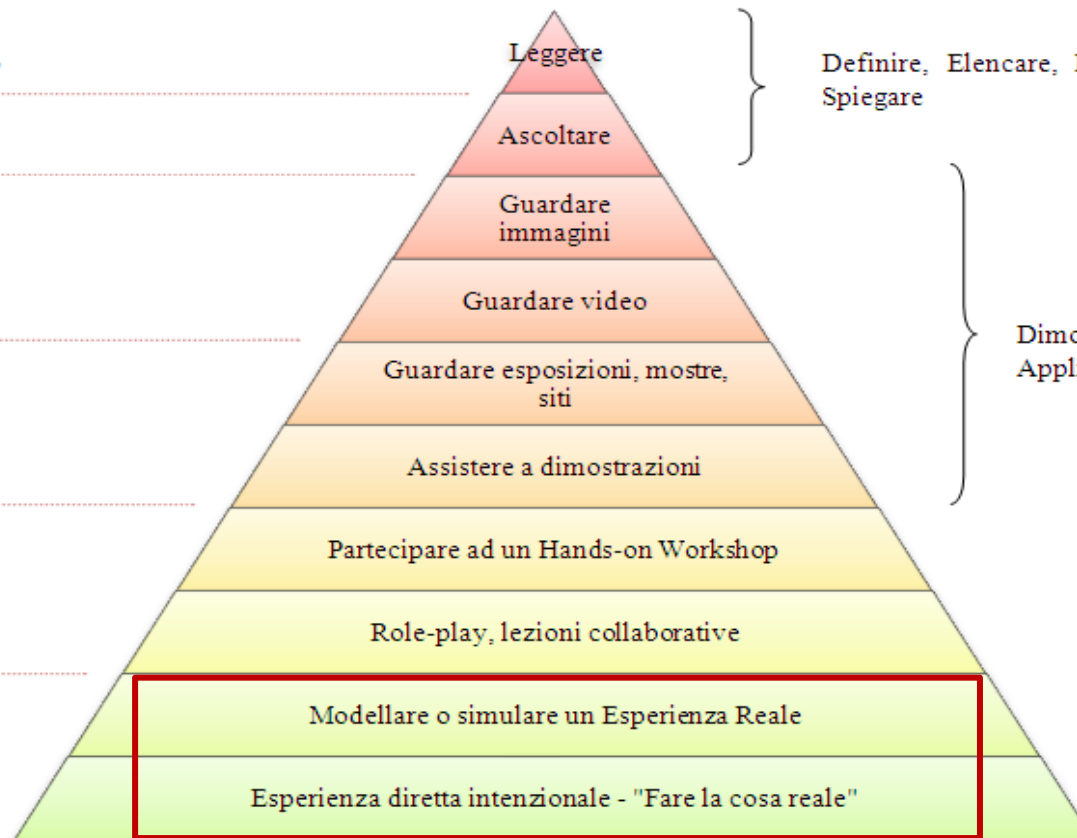 Leggere
Definire, Elencare,
Spiegare
Ascoltare
Guardare
immagini
Guardare video
Guardare esposizioni, mostre,
siti
Assistere a dimostrazioni
Partecipare ad un Hands-on Workshop
Role-play, lezioni collaborative
Modellare o simulare un Esperienza Reale
Esperienza diretta intenzionale - "Fare la cosa reale"